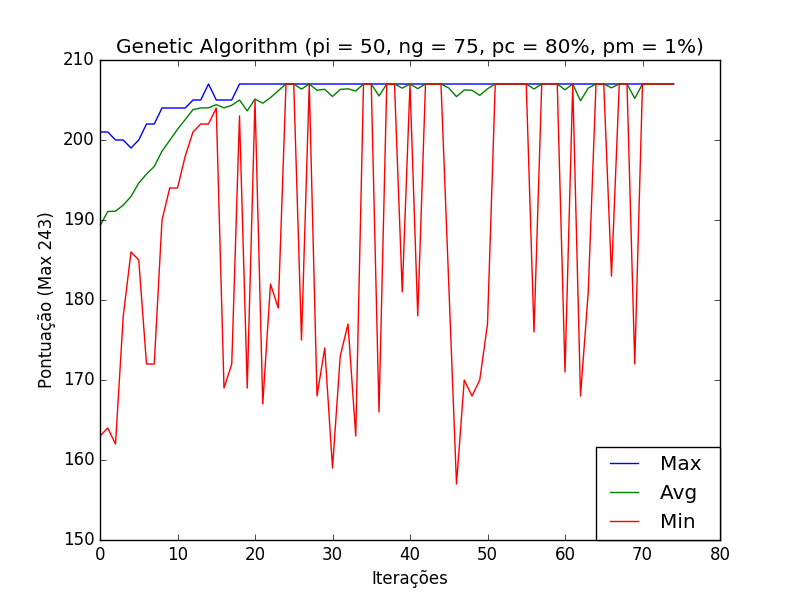 Genetic Algorithm (pi = 50, ng = 75, pc = 80%, pm = 1%)
210
200
190
180
170
160
150
Pontuação (Max 243)
Max
Avg
Min
0 10 20 30 40 50 60 70 80
Iterações